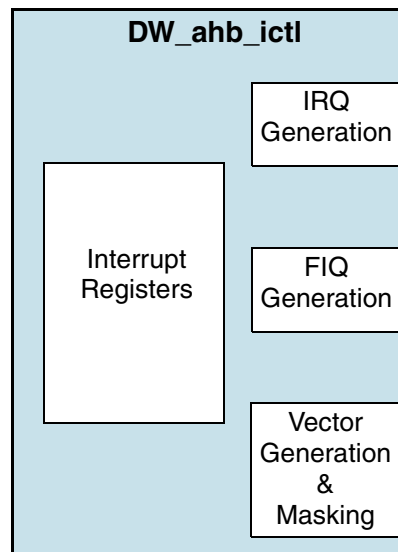 DW_ahb_ictl
IRQ
Generation
Interrupt
Registers
FIQ
Generation
Vector
Generation
&
Masking